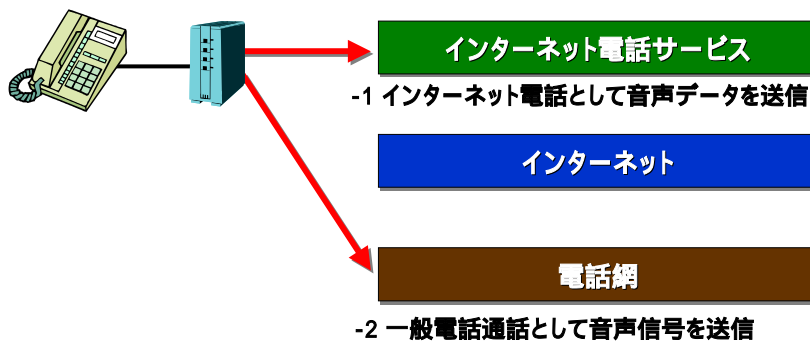 インターネット電話サービス
-1 インターネット電話として音声データを送信
インターネット
電話網
-2 一般電話通話として音声信号を送信